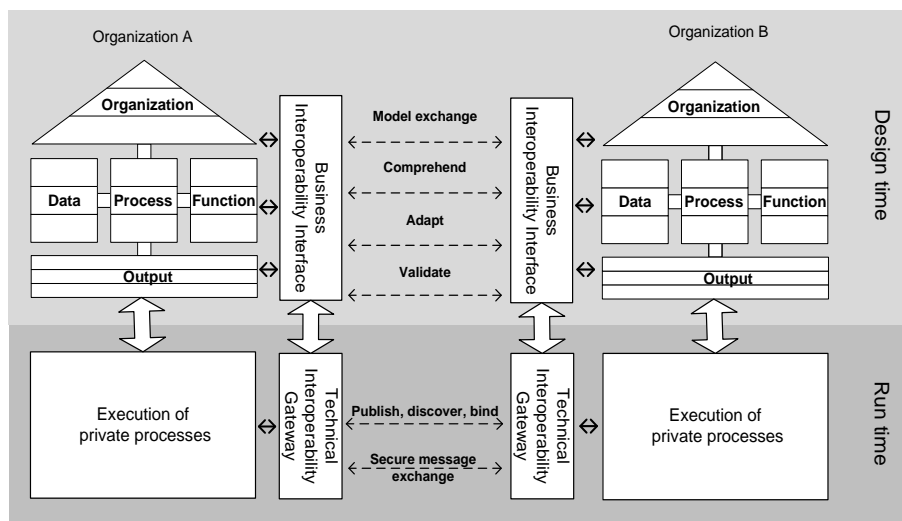 Organization A
Organization B
Organization
Data
Process
Function
Output
Business
Interoperability Interface
Model exchange
Comprehend
Adapt
Validate
Business
Interoperability Interface
Organization
Data
Process
Function
Output
Design time
Execution of
private processes
Technical
Interoperability
Gateway
Publish, discover, bind
Secure message
exchange
Technical
Interoperability
Gateway
Execution of
private processes
Run time